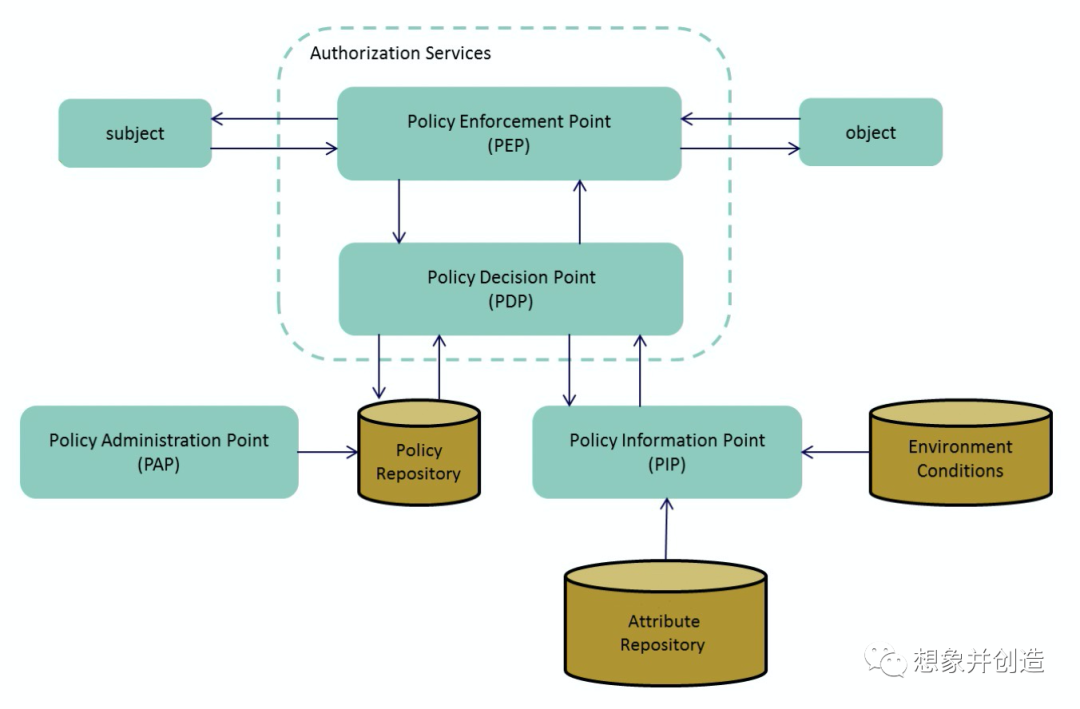 Authorization Services
subject
Policy Enforcement Point
(PEP)
object
Policy Decision Point
(PDP)
Policy Administration Point
(PAP)
Policy
Repository
Policy Information Point
(PIP)
Environment
Conditions
Attribute
Repository
想象并创造